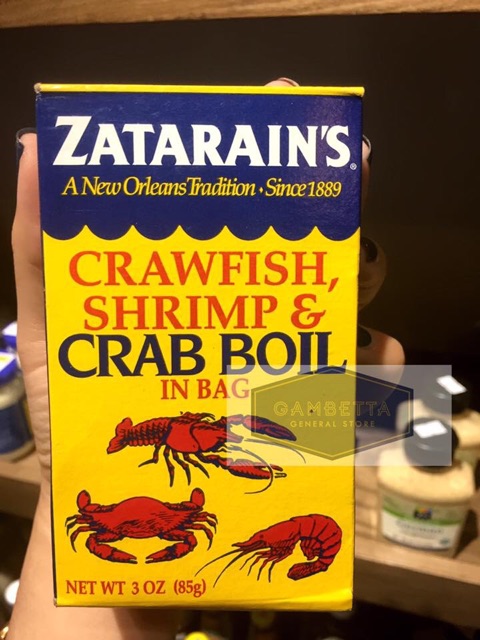 ZATARAIN'S®
A New Orleans Tradition • Since 1889
CRAWFISH,
SHRIMP &
CRAB BOIL
IN BAG
GAMBETTA
GENERAL STORE
NET WT 3 OZ (85g)